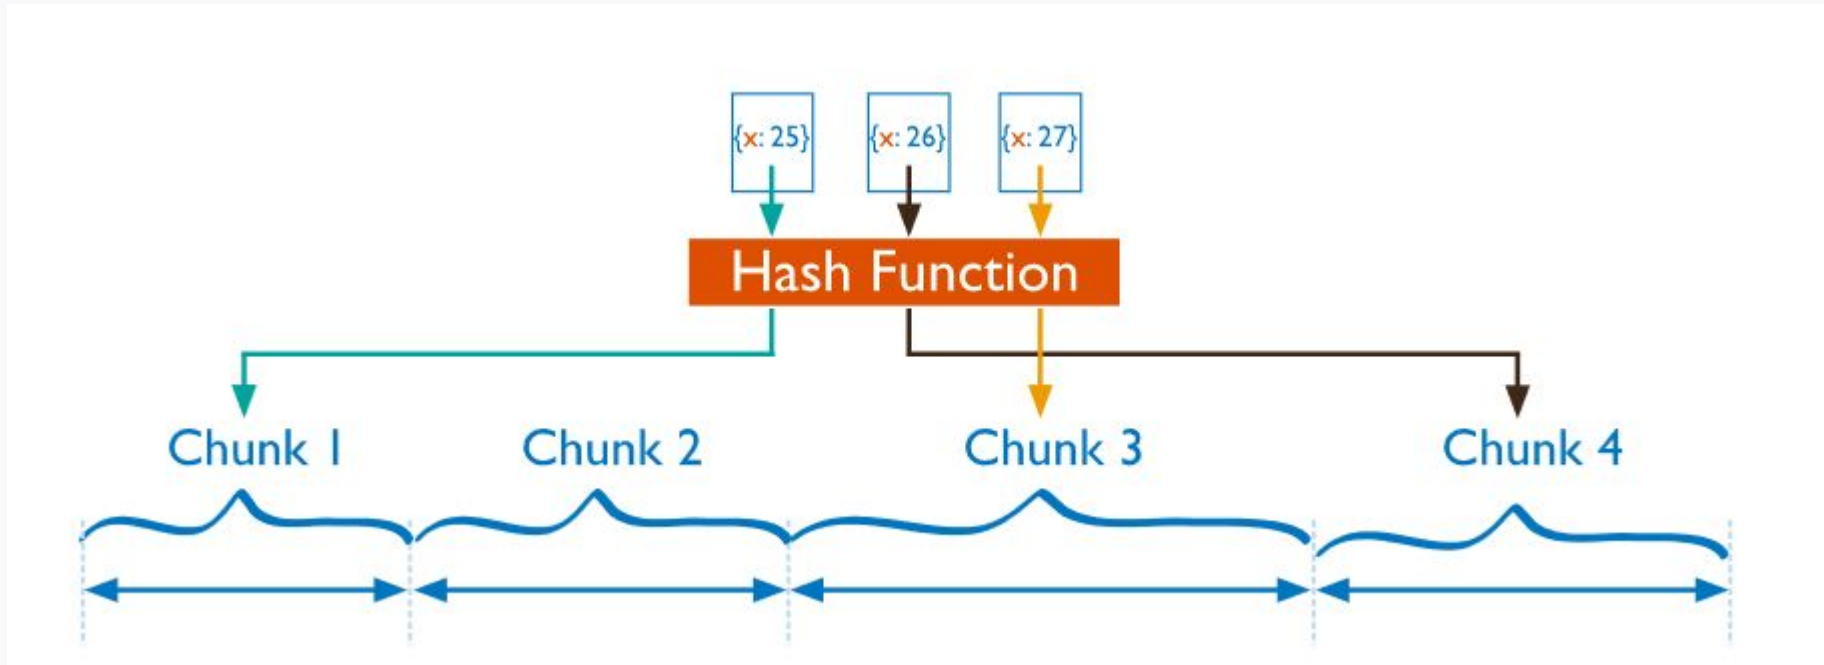 {x: 25} {x: 26} {x: 27}
Hash Function
Chunk 1 Chunk 2 Chunk 3 Chunk 4